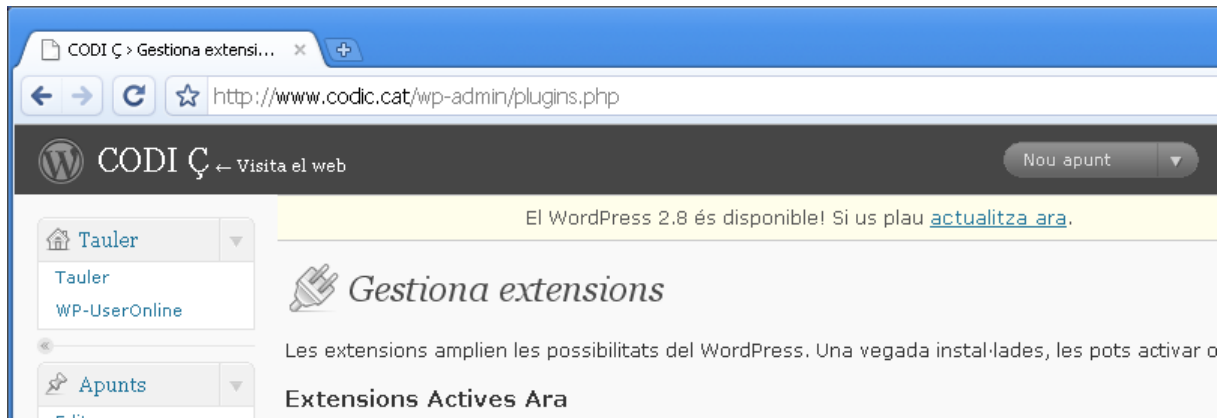 CODI Ç › Gestiona extensi...
http://www.codic.cat/wp-admin/plugins.php
CODI Ç ← Visita el web
Nou apunt
El WordPress 2.8 és disponible! Si us plau actualitza ara.
Tauler
Tauler
WP-UserOnline
Gestiona extensions
Les extensions amplien les possibilitats del WordPress. Una vegada instal·lades, les pots activar o
Apunts
Extensions Actives Ara